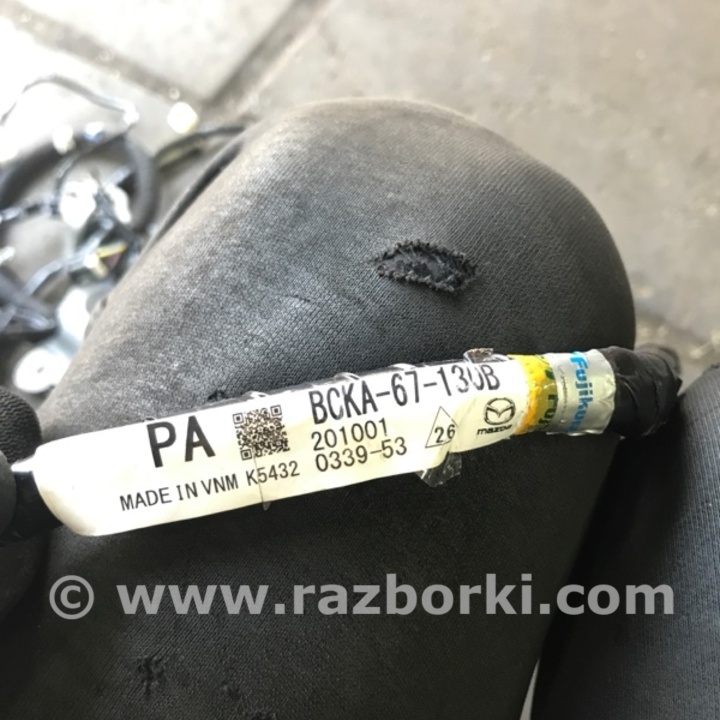 PA
BCKA-67-130B
201001
0339-53
26
mazda
MADE IN VNM K5432
Fujikura
© www.razborki.com